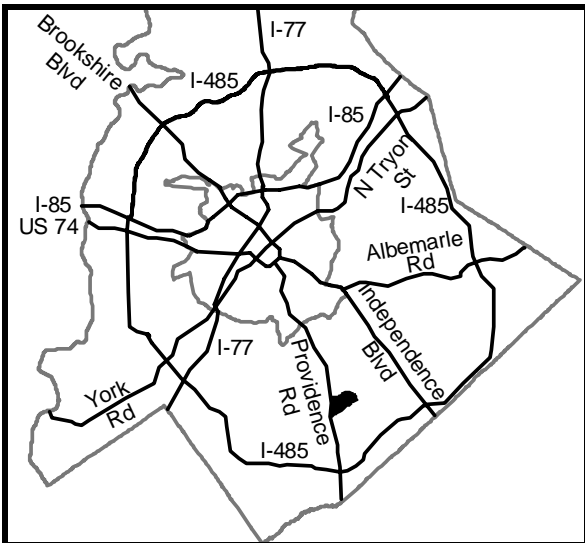 I-77
Brookshire
Blvd
I-485
I-85
N Tryon
St
I-85
US 74
I-485
Albemarle
Rd
Independence
Blvd
I-77
Providence
Rd
York
Rd
I-485